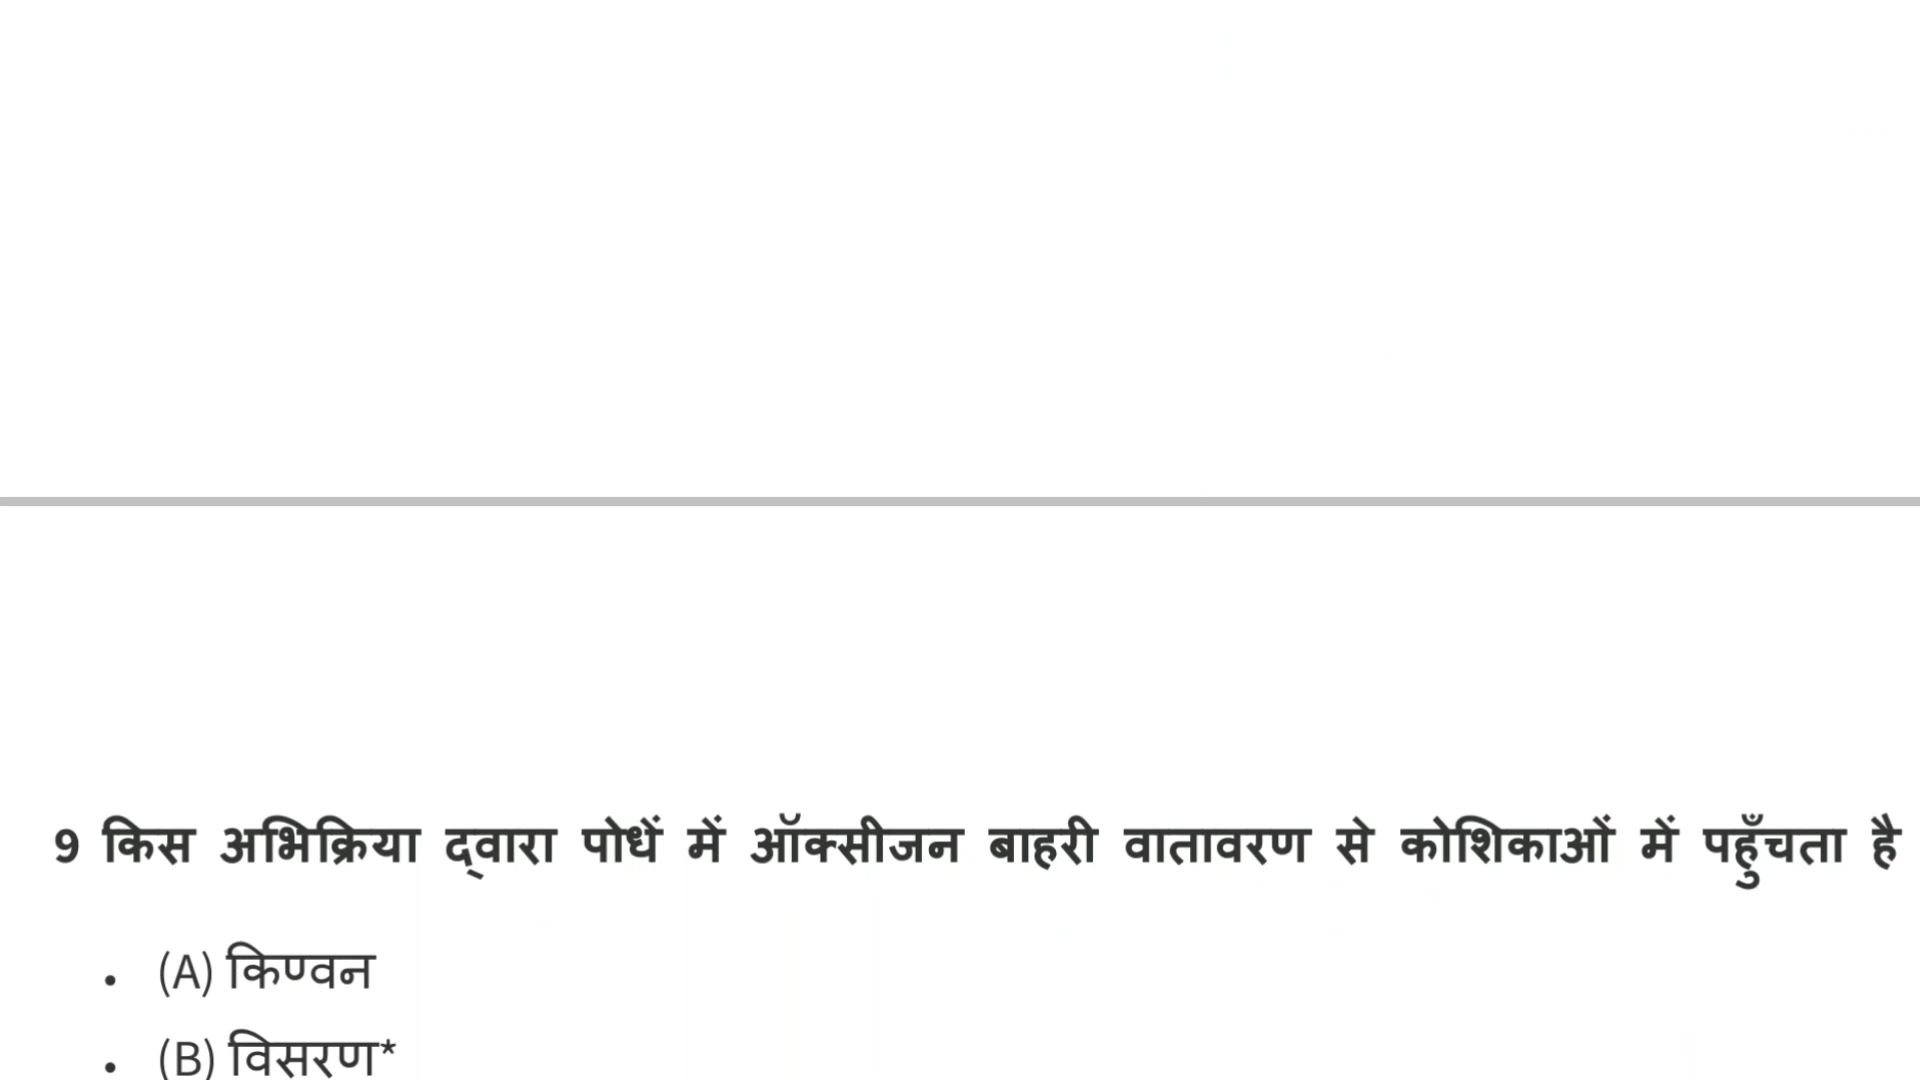 9 किस अभिक्रिया द्वारा पोधें में ऑक्सीजन बाहरी वातावरण से कोशिकाओं में पहुँचता है
• (A) किण्वन
• (B) विसरण*